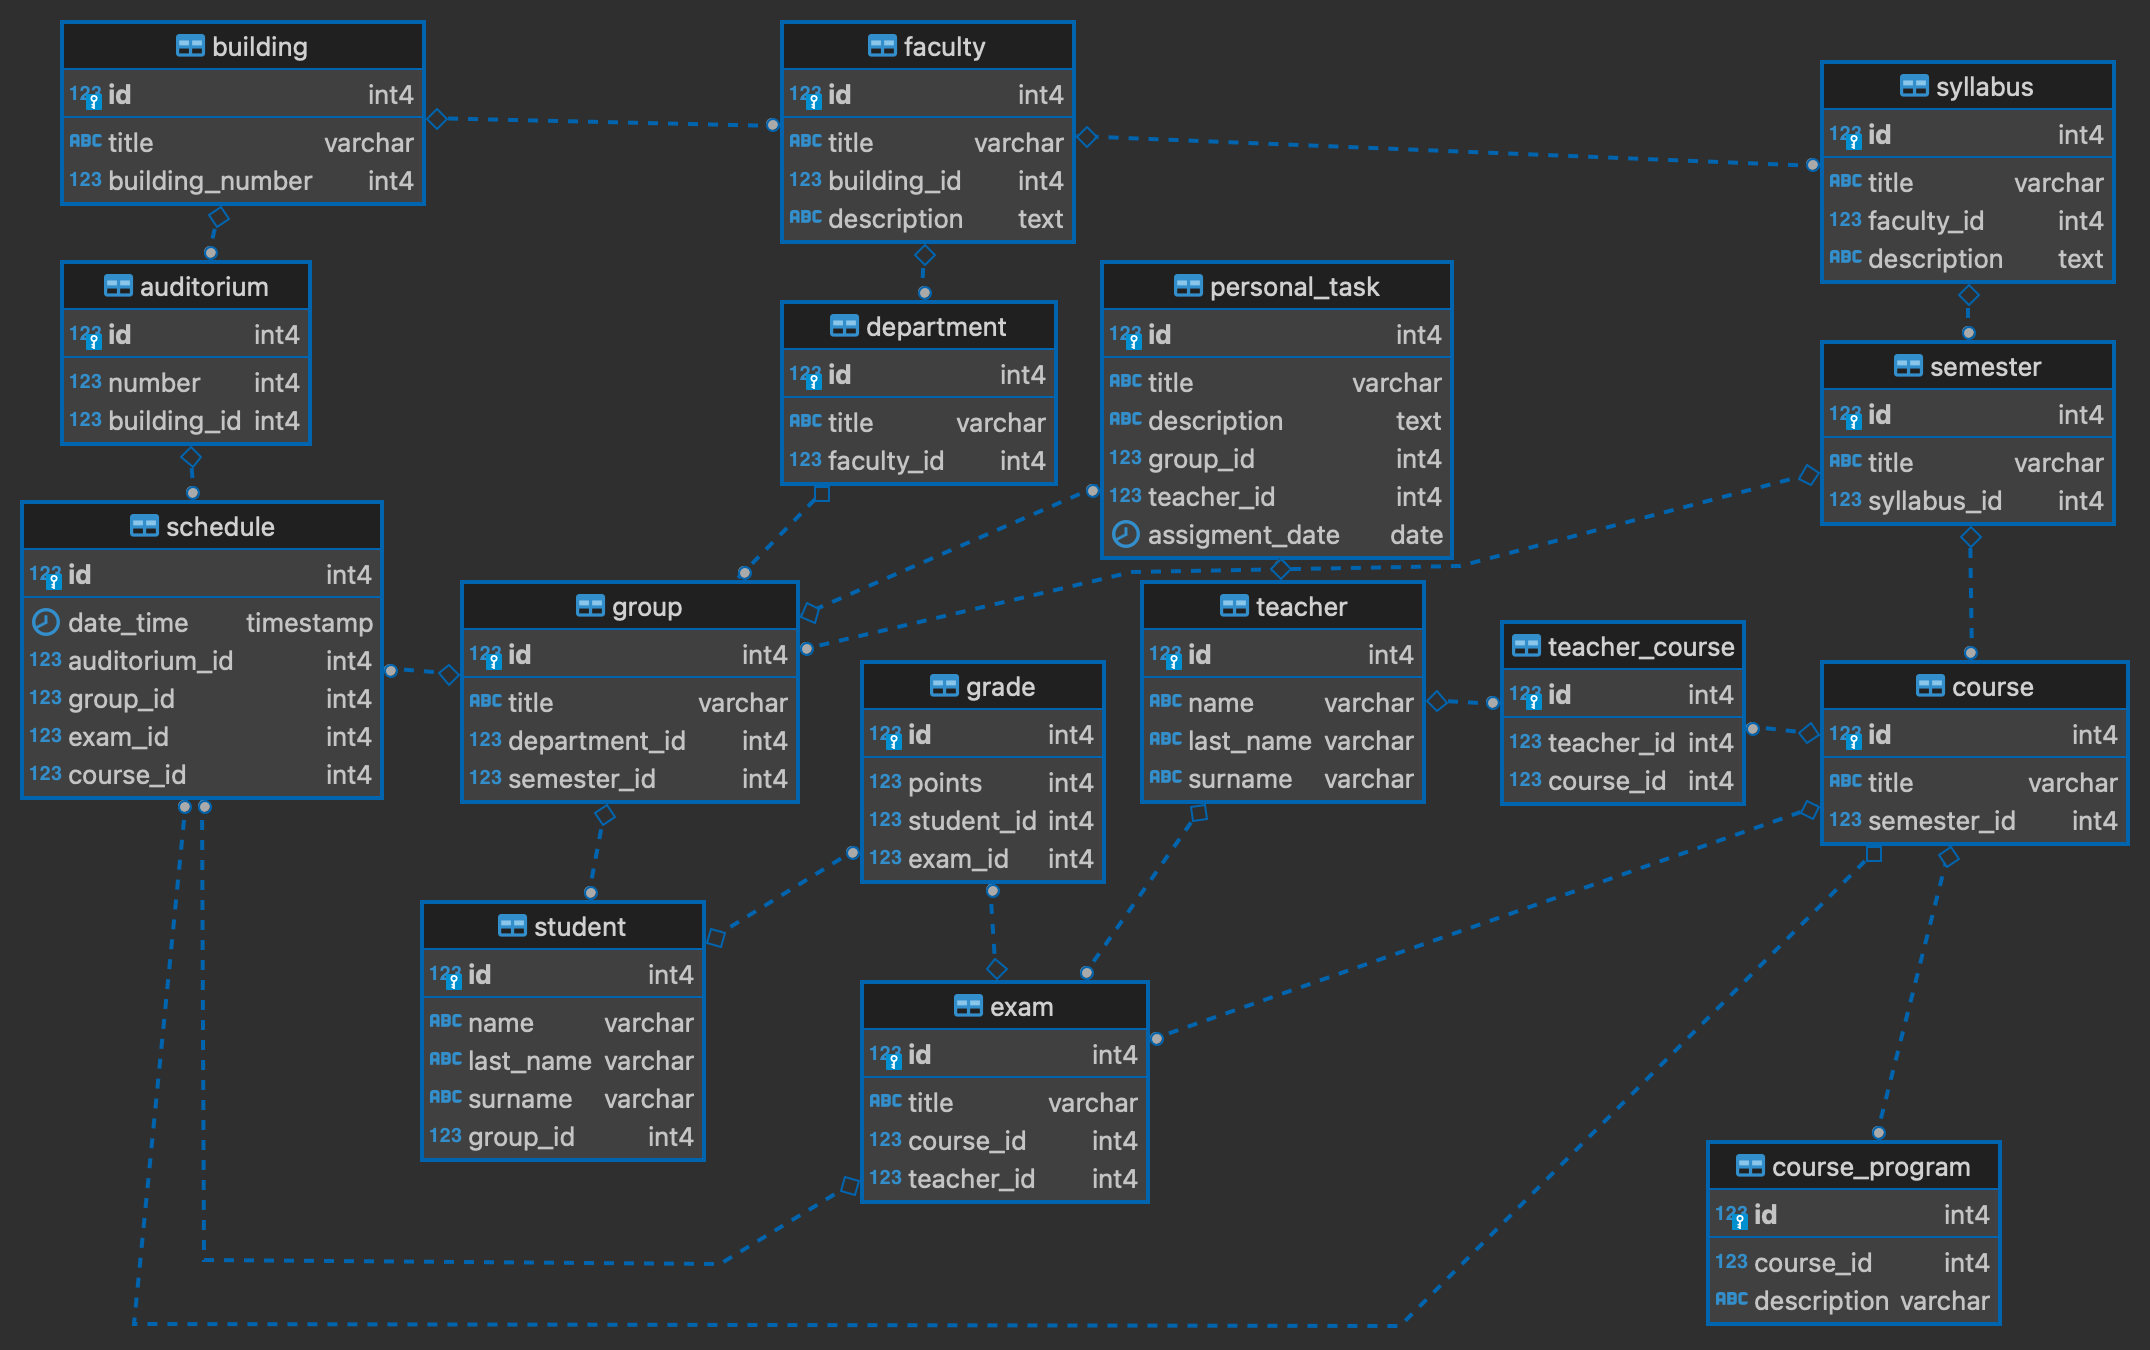 building
123 id int4
ABC title varchar
123 building_number int4
faculty
123 id int4
ABC title varchar
123 building_id int4
ABC description text
syllabus
123 id int4
ABC title varchar
123 faculty_id int4
ABC description text
auditorium
123 id int4
123 number int4
123 building_id int4
department
123 id int4
ABC title varchar
123 faculty_id int4
personal_task
123 id int4
ABC title varchar
ABC description text
123 group_id int4
123 teacher_id int4
assigment_date date
semester
123 id int4
ABC title varchar
123 syllabus_id int4
schedule
123 id int4
date_time timestamp
123 auditorium_id int4
123 group_id int4
123 exam_id int4
123 course_id int4
group
123 id int4
ABC title varchar
123 department_id int4
123 semester_id int4
grade
123 id int4
123 points int4
123 student_id int4
123 exam_id int4
teacher
123 id int4
ABC name varchar
ABC last_name varchar
ABC surname varchar
teacher_course
123 id int4
123 teacher_id int4
123 course_id int4
course
123 id int4
ABC title varchar
123 semester_id int4
student
123 id int4
ABC name varchar
ABC last_name varchar
ABC surname varchar
123 group_id int4
exam
123 id int4
ABC title varchar
123 course_id int4
123 teacher_id int4
course_program
123 id int4
123 course_id int4
ABC description varchar